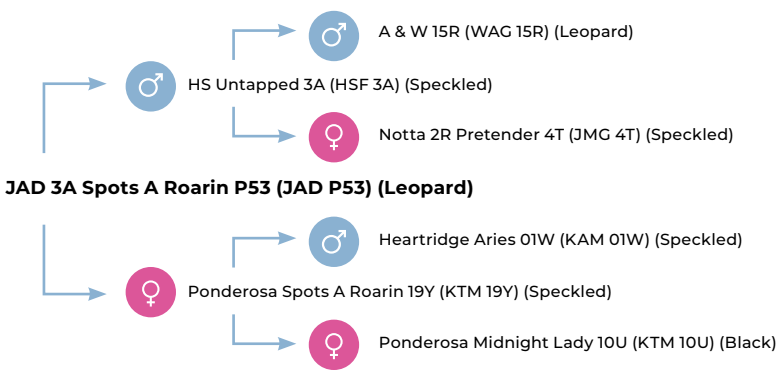 A & W 15R (WAG 15R) (Leopard)
HS Untapped 3A (HSF 3A) (Speckled)
Notta 2R Pretender 4T (JMG 4T) (Speckled)
JAD 3A Spots A Roarin P53 (JAD P53) (Leopard)
Heartridge Aries 01W (KAM 01W) (Speckled)
Ponderosa Spots A Roarin 19Y (KTM 19Y) (Speckled)
Ponderosa Midnight Lady 10U (KTM 10U) (Black)